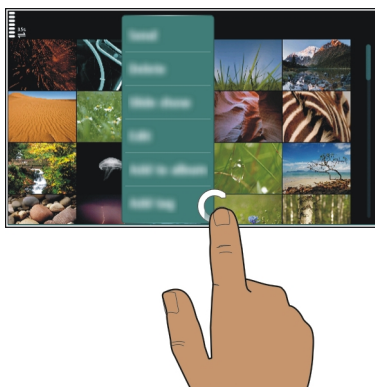 Send
Delete
Slide show
Edit
Add to album
Add tag